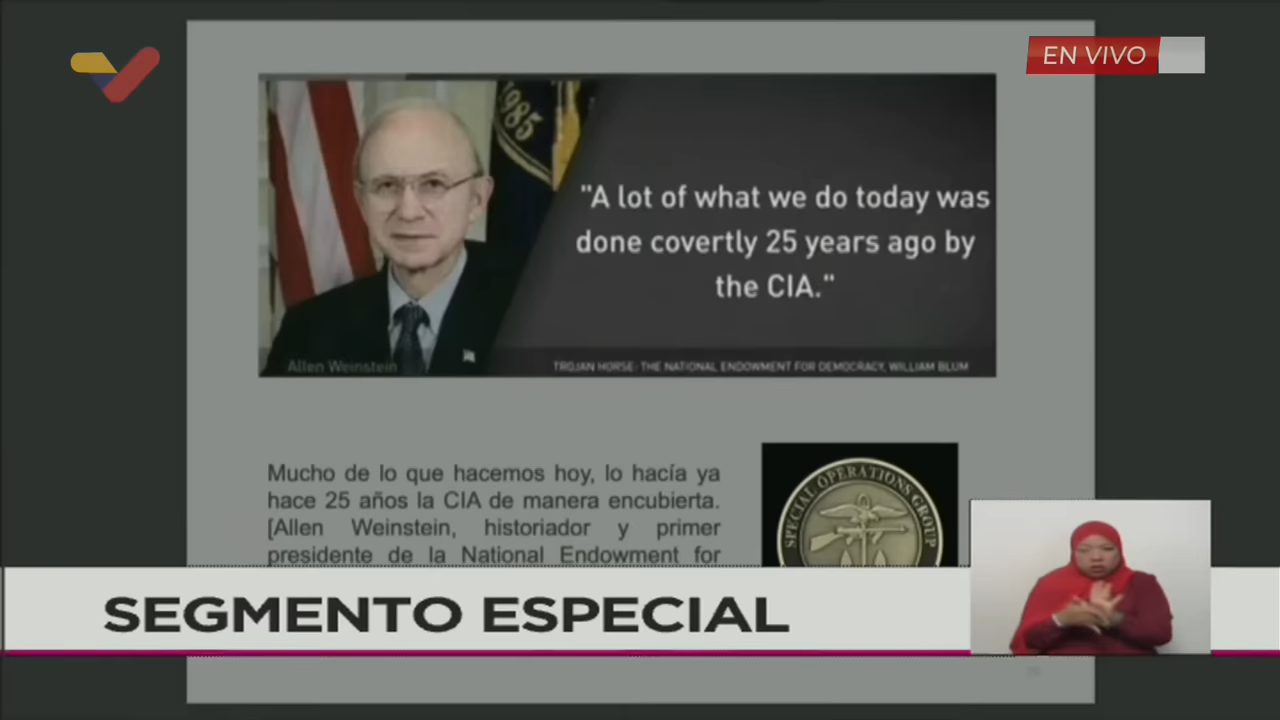 EN VIVO
1985
"A lot of what we do today was
done covertly 25 years ago by
the CIA."
Allen Weinstein
TROJAN HORSE: THE NATIONAL ENDOWMENT FOR DEMOCRACY, WILLIAM BLUM
Mucho de lo que hacemos hoy, lo hacía ya
hace 25 años la CIA de manera encubierta.
[Allen Weinstein, historiador y primer
presidente de la National Endowment for
SPECIAL OPERATIONS GROUP
SEGMENTO ESPECIAL